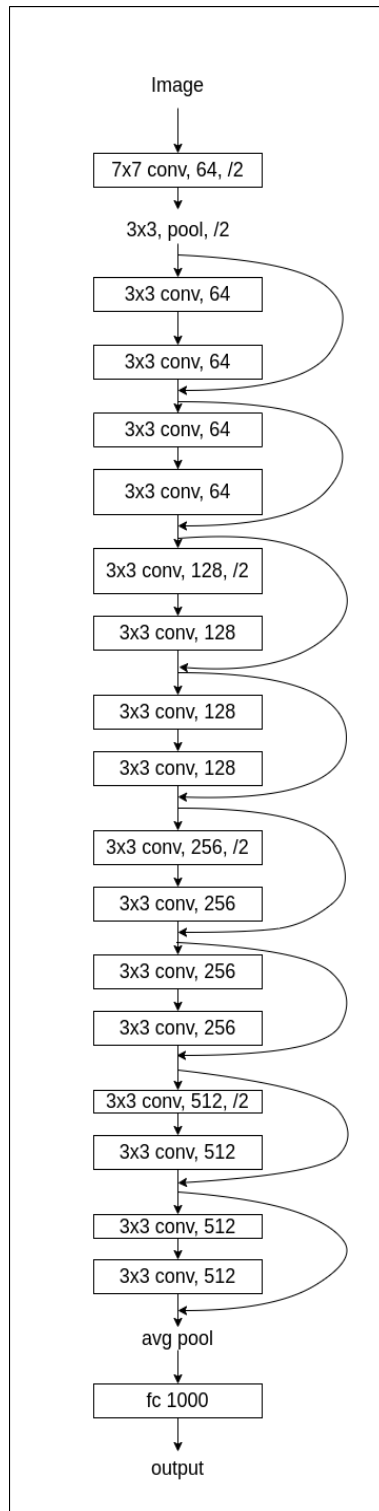 Image
7x7 conv, 64, /2
3x3, pool, /2
3x3 conv, 64
3x3 conv, 64
3x3 conv, 64
3x3 conv, 64
3x3 conv, 128, /2
3x3 conv, 128
3x3 conv, 128
3x3 conv, 128
3x3 conv, 256, /2
3x3 conv, 256
3x3 conv, 256
3x3 conv, 256
3x3 conv, 512, /2
3x3 conv, 512
3x3 conv, 512
3x3 conv, 512
avg pool
fc 1000
output